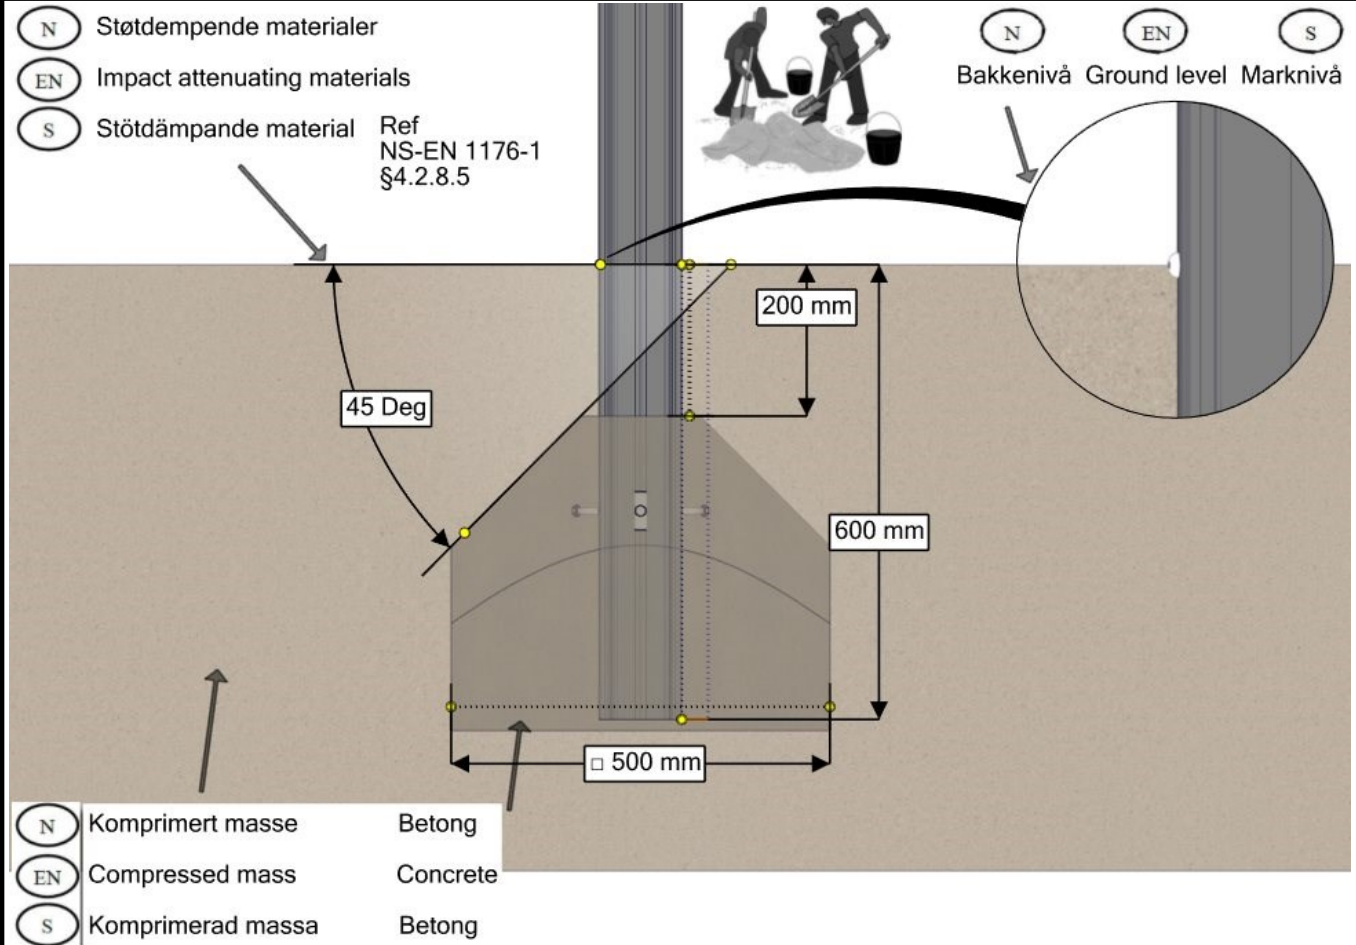 N Støtdempende materialer
EN Impact attenuating materials
S Stötdämpande material
Ref
NS-EN 1176-1
§4.2.8.5
N EN S
Bakkenivå Ground level Marknivå
200 mm
45 Deg
600 mm
□ 500 mm
N Komprimert masse Betong
EN Compressed mass Concrete
S Komprimerad massa Betong